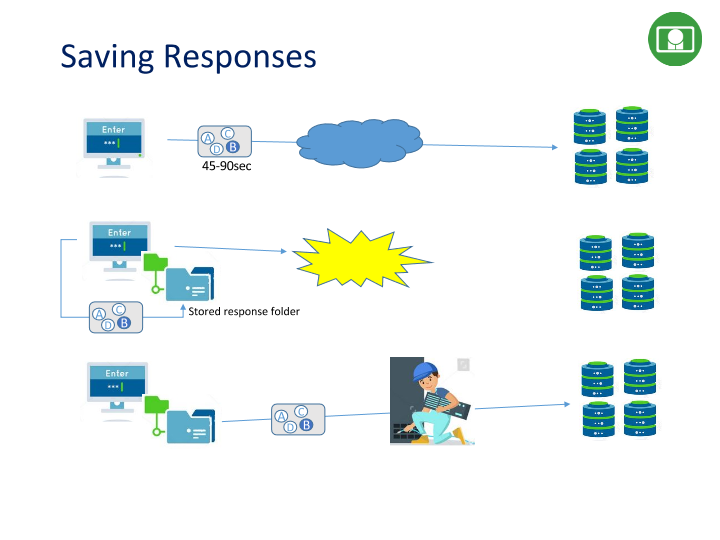 Saving Responses
Enter
***
A C
D B
45-90sec
Enter
***
A C
D B
Stored response folder
Enter
***
A C
D B